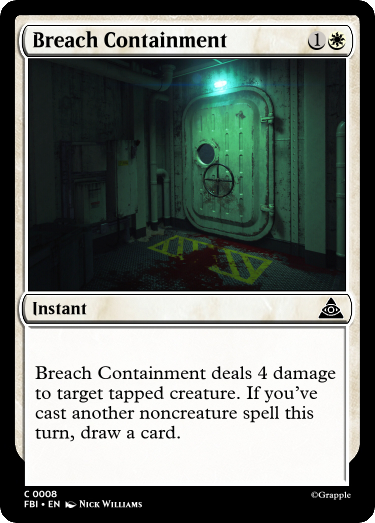 Breach Containment 1
Instant
Breach Containment deals 4 damage
to target tapped creature. If you've
cast another noncreature spell this
turn, draw a card.
C 0008
FBI • EN Nick Williams
©Grapple